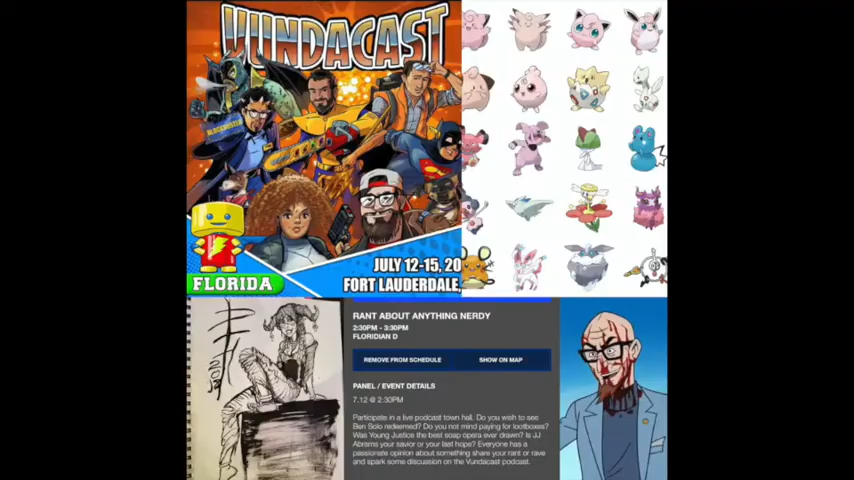 VUNDACAST
BLOCKBUSTER
FLORIDA
JULY 12-15, 20
FORT LAUDERDALE,
RANT ABOUT ANYTHING NERDY
2:30PM - 3:30PM
FLORIDIAN D
REMOVE FROM SCHEDULE
SHOW ON MAP
PANEL / EVENT DETAILS
7.12 @ 2:30PM
Participate in a live podcast town hall. Do you wish to see
Ben Solo redeemed? Do you not mind paying for lootboxes?
Was Young Justice the best soap opera ever drawn? Is JJ
Abrams your savior or your last hope? Everyone has a
passionate opinion about something share your rant or rave
and spark some discussion on the Vundacast podcast.